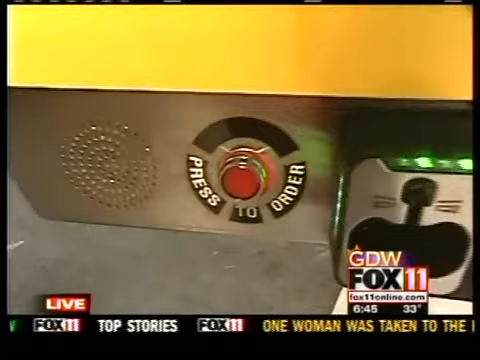 PRESS TO ORDER
GDW
FOX 11
fox11online.com
6:45 33°
LIVE
FOX11 TOP STORIES FOX11 ONE WOMAN WAS TAKEN TO THE